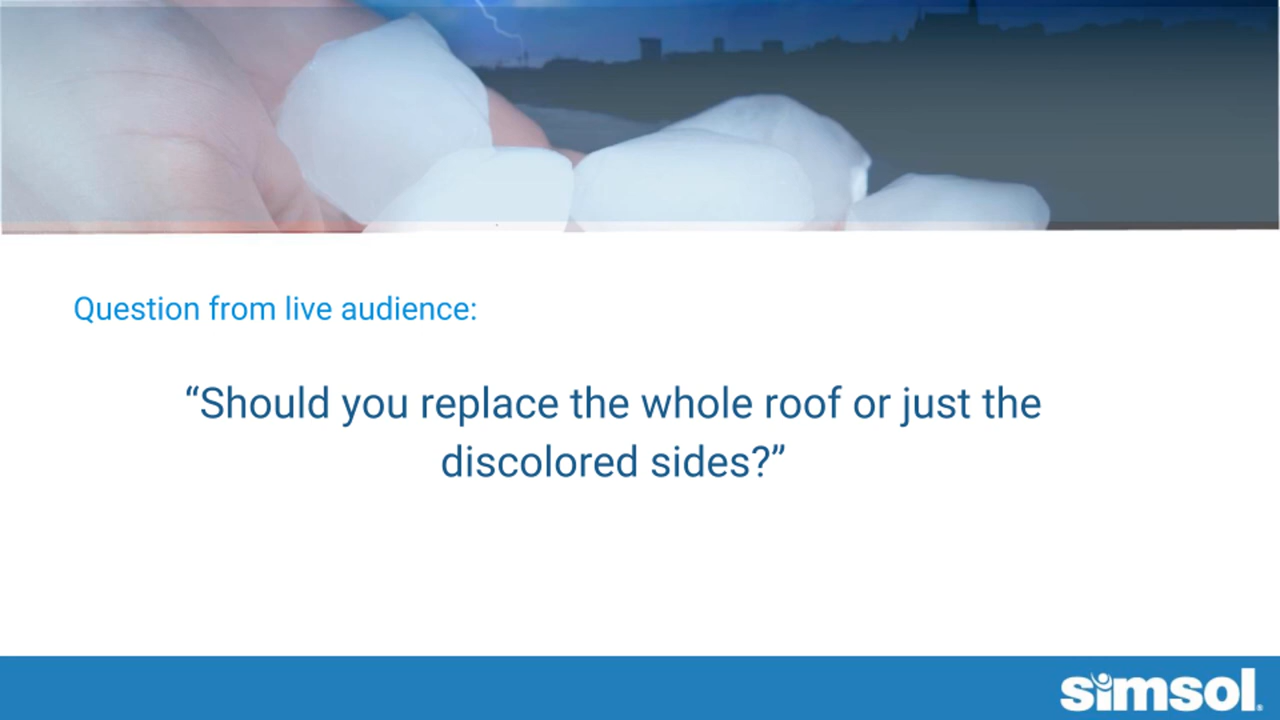 Question from live audience:
“Should you replace the whole roof or just the
discolored sides?”
simsol.